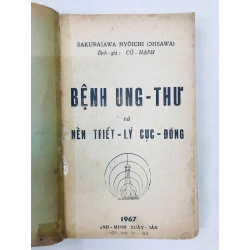 SAKURAZAWA NYOICHI (OHSAWA)
Dịch-giả : CỒ-HẠNH
BỆNH UNG-THƯ
và
NỀN TRIẾT-LÝ CỰC-ĐÔNG
1967
ANH-MINH XUẤT-BẢN